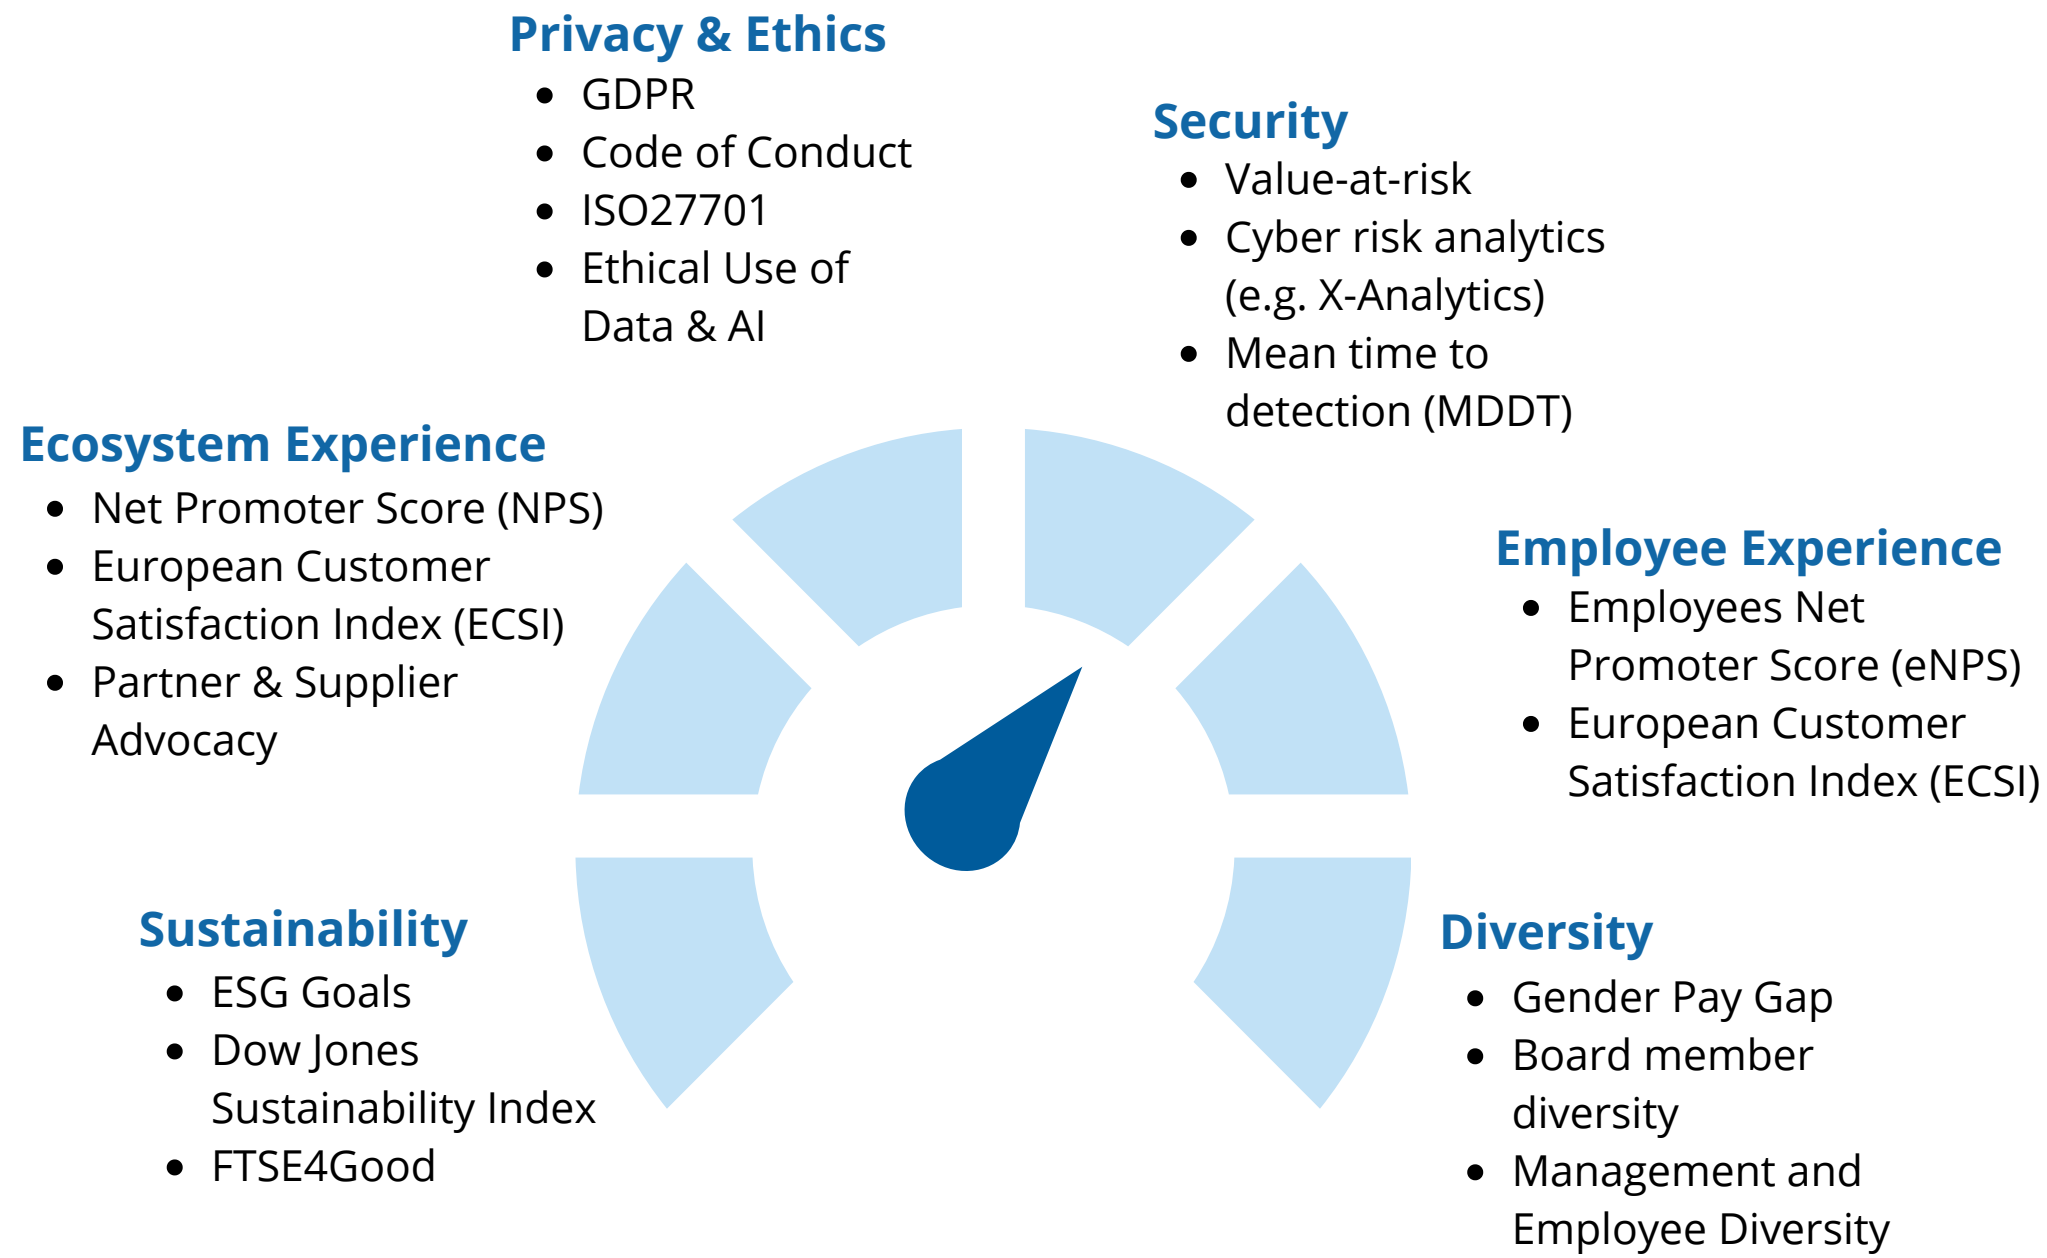 Privacy & Ethics
• GDPR
• Code of Conduct
• ISO27701
• Ethical Use of
Data & AI
Security
• Value-at-risk
• Cyber risk analytics
(e.g. X-Analytics)
• Mean time to
detection (MDDT)
Ecosystem Experience
• Net Promoter Score (NPS)
• European Customer
Satisfaction Index (ECSI)
• Partner & Supplier
Advocacy
Employee Experience
• Employees Net
Promoter Score (eNPS)
• European Customer
Satisfaction Index (ECSI)
Sustainability
• ESG Goals
• Dow Jones
Sustainability Index
• FTSE4Good
Diversity
• Gender Pay Gap
• Board member
diversity
• Management and
Employee Diversity